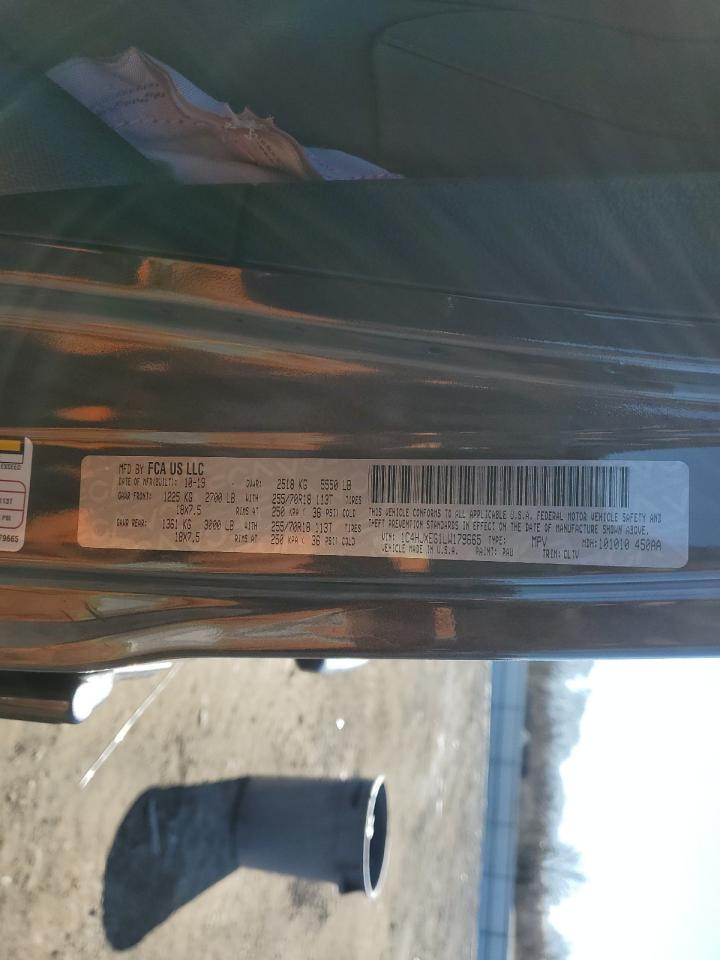 MFD BY FCA US LLC
DATE OF MFR(BUILT): 10-19 GVWR: 2518 KG 5550 LB
GAWR FRONT: 1225 KG 2700 LB WITH 255/70R18 113T TIRES
18X7.5 RIMS AT 250 KPA ( 36 PSI) COLD
GAWR REAR: 1361 KG 3000 LB WITH 255/70R18 113T TIRES
18X7.5 RIMS AT 250 KPA ( 36 PSI) COLD
THIS VEHICLE CONFORMS TO ALL APPLICABLE U.S.A. FEDERAL MOTOR VEHICLE SAFETY AND
THEFT PREVENTION STANDARDS IN EFFECT ON THE DATE OF MANUFACTURE SHOWN ABOVE.
VIN: 1C4HJXEG1LW179665 TYPE: MPV MDH: 101010 450AA
VEHICLE MADE IN U.S.A. PAINT: PAU TRIM: CLTV
EXCEED
113T
PSI
79665